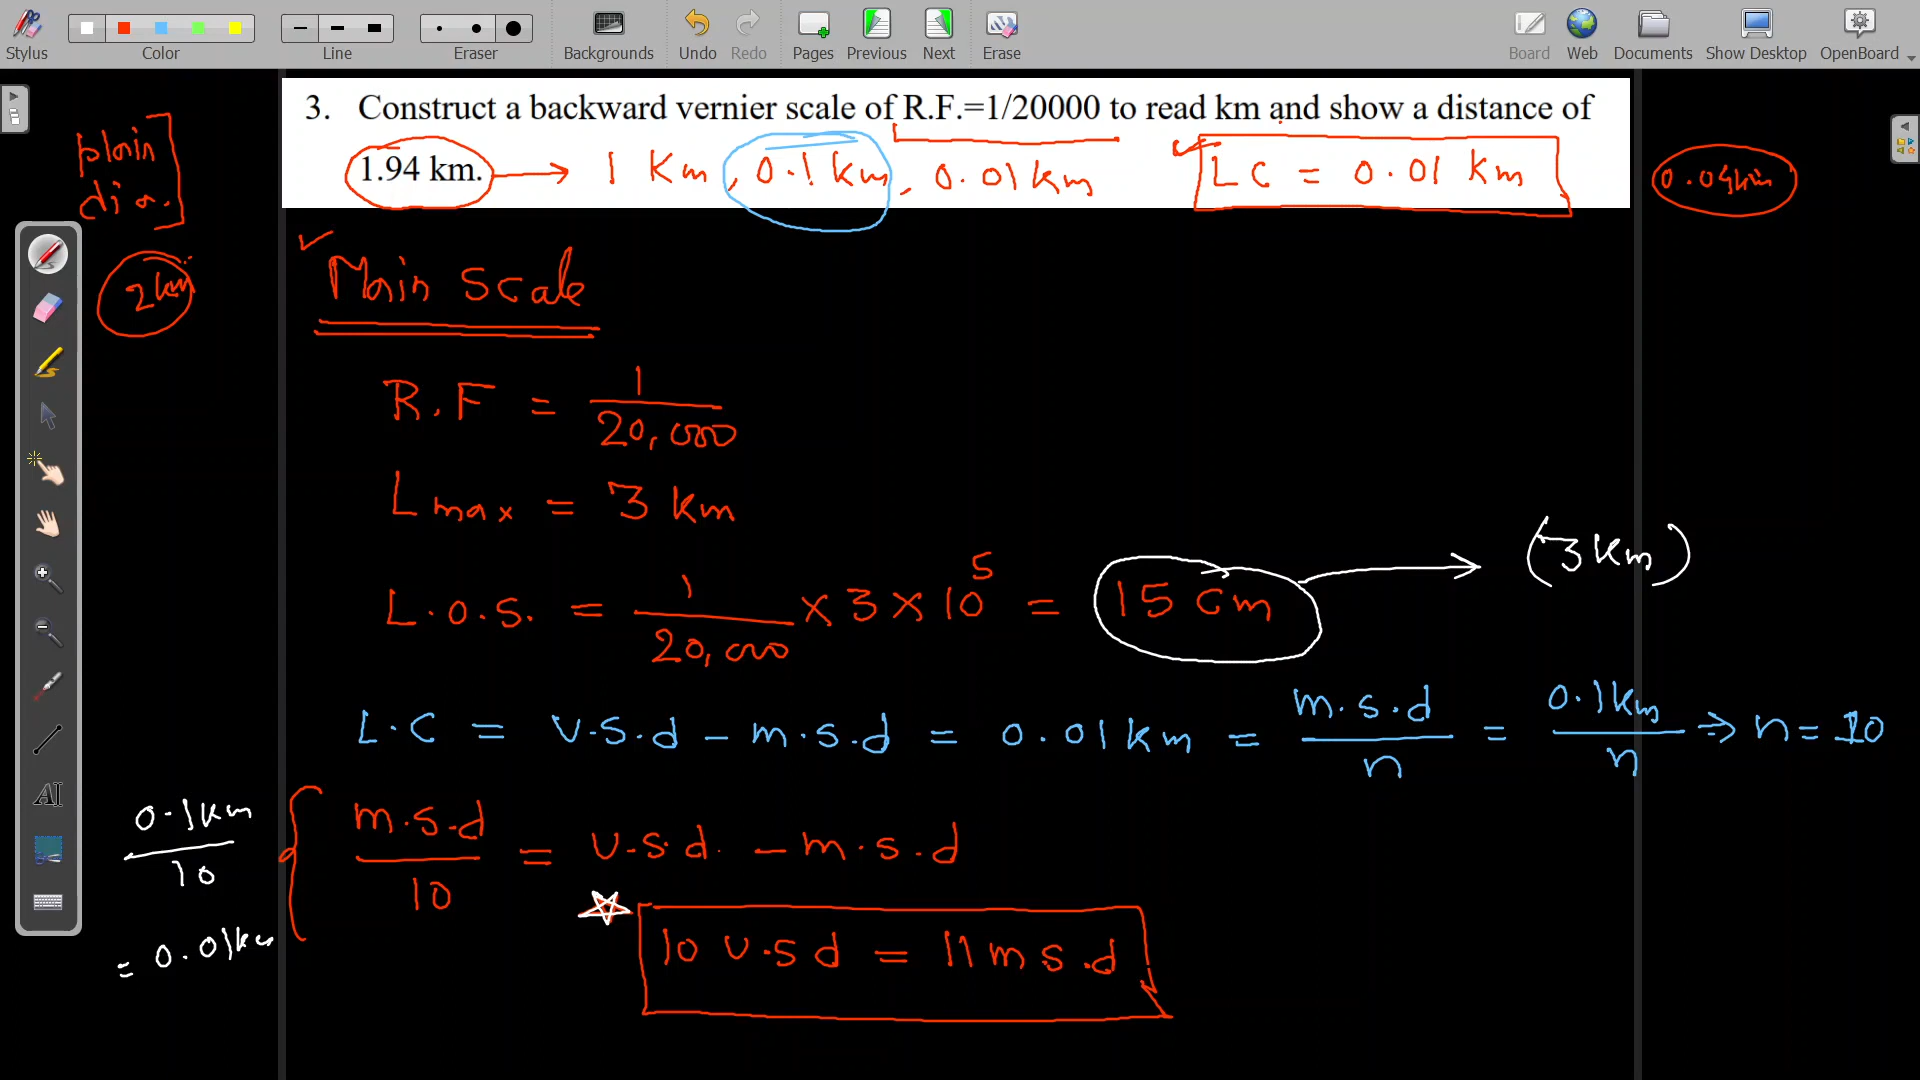 Stylus Color Line Eraser Backgrounds Undo Redo Pages Previous Next Erase Board Web Documents Show Desktop OpenBoard
3. Construct a backward vernier scale of R.F.=1/20000 to read km and show a distance of
1.94 km. → 1 Km, 0.1 km, 0.01 km LC = 0.01 Km
0.04km
plain
dia.
2km
Main Scale
R.F = 1/20,000
Lmax = 3 km
L.O.S. = 1/20,000 × 3 × 10^5 = 15 cm → (3 Km)
L.C = V.S.d - m.s.d = 0.01 km = m.s.d/n = 0.1km/n ⇒ n = 10
0.1km/10
= 0.01km
m.s.d/10 = v.s.d. - m.s.d
10 v.s d = 11 m s.d